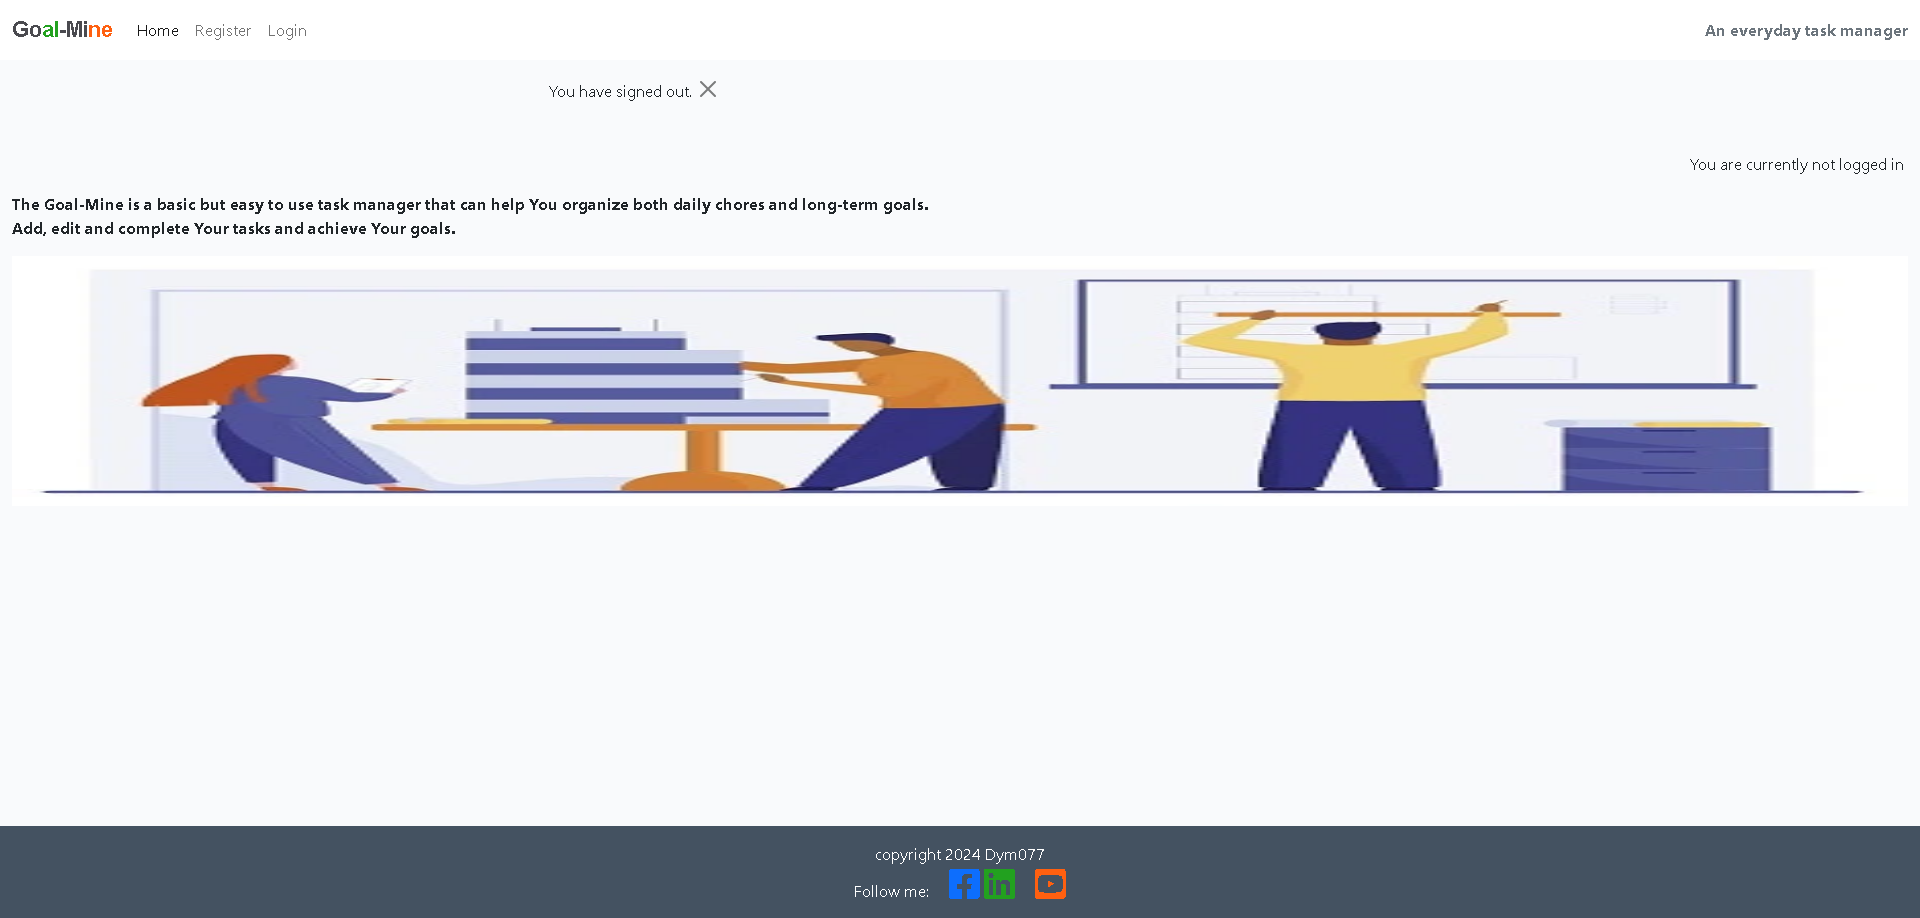 Goal-Mine Home Register Login An everyday task manager
You have signed out.
You are currently not logged in
The Goal-Mine is a basic but easy to use task manager that can help You organize both daily chores and long-term goals.
Add, edit and complete Your tasks and achieve Your goals.
copyright 2024 Dym077
Follow me: